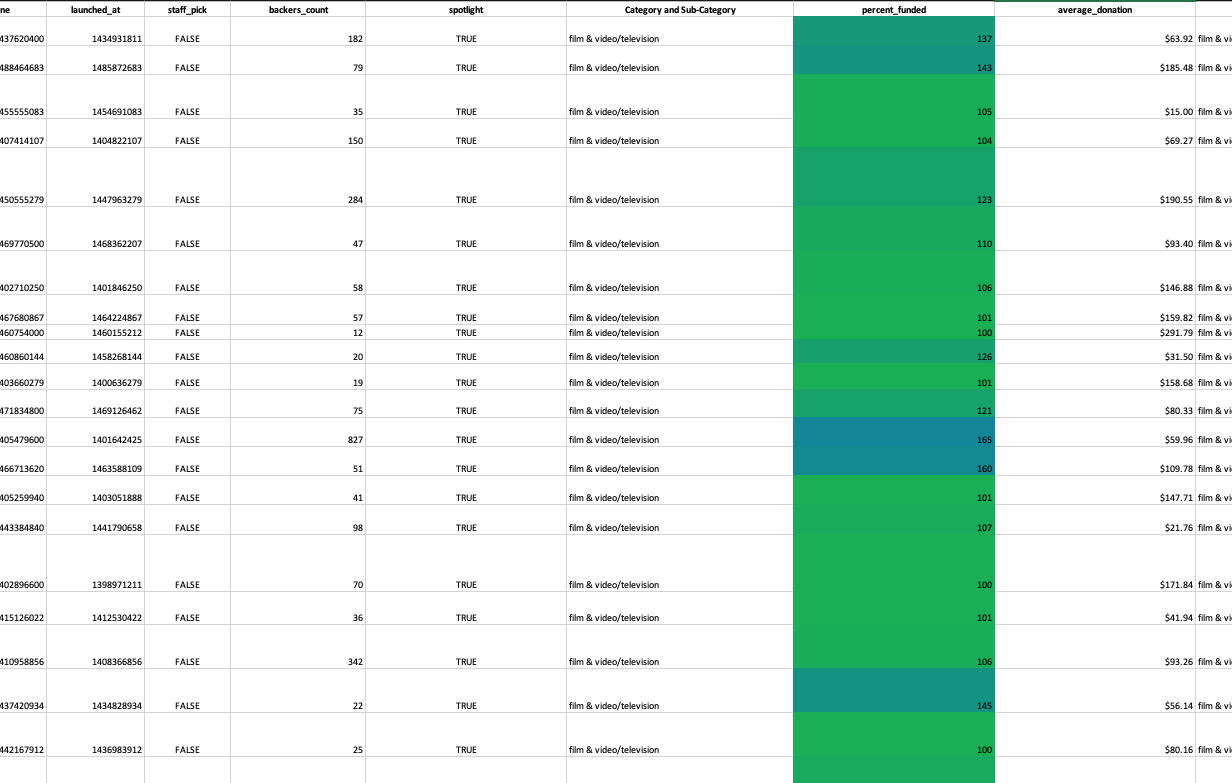 ne launched_at staff_pick backers_count spotlight Category and Sub-Category percent_funded average_donation
437620400 1434931811 FALSE 182 TRUE film & video/television 137 $63.92 film & vi
488464683 1485872683 FALSE 79 TRUE film & video/television 143 $185.48 film & vi
455555083 1454691083 FALSE 35 TRUE film & video/television 105 $15.00 film & vi
407414107 1404822107 FALSE 150 TRUE film & video/television 104 $69.27 film & vi
450555279 1447963279 FALSE 284 TRUE film & video/television 123 $190.55 film & vi
469770500 1468362207 FALSE 47 TRUE film & video/television 110 $93.40 film & vi
402710250 1401846250 FALSE 58 TRUE film & video/television 106 $146.88 film & vi
467680867 1464224867 FALSE 57 TRUE film & video/television 101 $159.82 film & vi
460754000 1460155212 FALSE 12 TRUE film & video/television 100 $291.79 film & vi
460860144 1458268144 FALSE 20 TRUE film & video/television 126 $31.50 film & vi
403660279 1400636279 FALSE 19 TRUE film & video/television 101 $158.68 film & vi
471834800 1469126462 FALSE 75 TRUE film & video/television 121 $80.33 film & vi
405479600 1401642425 FALSE 827 TRUE film & video/television 165 $59.96 film & vi
466713620 1463588109 FALSE 51 TRUE film & video/television 160 $109.78 film & vi
405259940 1403051888 FALSE 41 TRUE film & video/television 101 $147.71 film & vi
443384840 1441790658 FALSE 98 TRUE film & video/television 107 $21.76 film & vi
402896600 1398971211 FALSE 70 TRUE film & video/television 100 $171.84 film & vi
415126022 1412530422 FALSE 36 TRUE film & video/television 101 $41.94 film & vi
410958856 1408366856 FALSE 342 TRUE film & video/television 106 $93.26 film & vi
437420934 1434828934 FALSE 22 TRUE film & video/television 145 $56.14 film & vi
442167912 1436983912 FALSE 25 TRUE film & video/television 100 $80.16 film & vi